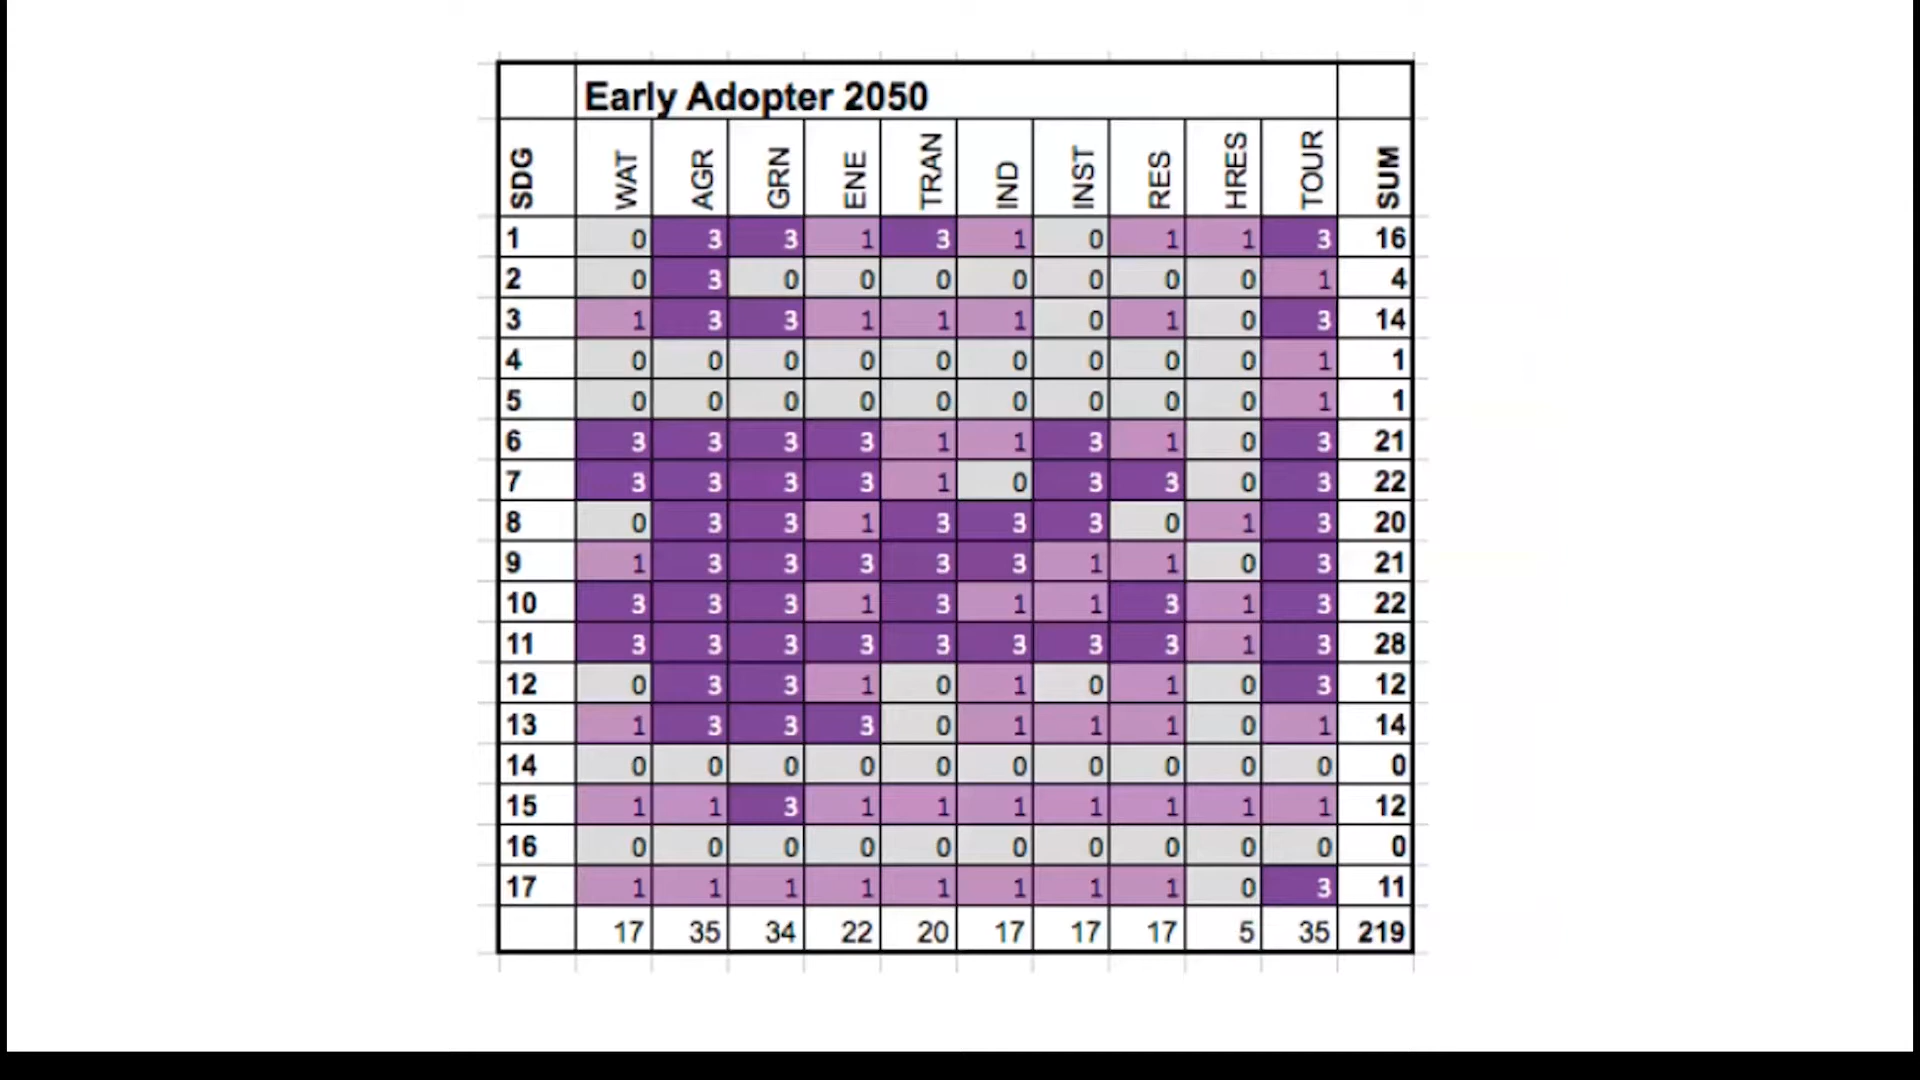 Early Adopter 2050
SDG WAT AGR GRN ENE TRAN IND INST RES HRES TOUR SUM
1 0 3 3 1 3 1 0 1 1 3 16
2 0 3 0 0 0 0 0 0 0 1 4
3 1 3 3 1 1 1 0 1 0 3 14
4 0 0 0 0 0 0 0 0 0 1 1
5 0 0 0 0 0 0 0 0 0 1 1
6 3 3 3 3 1 1 3 1 0 3 21
7 3 3 3 3 1 0 3 3 0 3 22
8 0 3 3 1 3 3 3 0 1 3 20
9 1 3 3 3 3 3 1 1 0 3 21
10 3 3 3 1 3 1 1 3 1 3 22
11 3 3 3 3 3 3 3 3 1 3 28
12 0 3 3 1 0 1 0 1 0 3 12
13 1 3 3 3 0 1 1 1 0 1 14
14 0 0 0 0 0 0 0 0 0 0 0
15 1 1 3 1 1 1 1 1 1 1 12
16 0 0 0 0 0 0 0 0 0 0 0
17 1 1 1 1 1 1 1 1 0 3 11
17 35 34 22 20 17 17 17 5 35 219